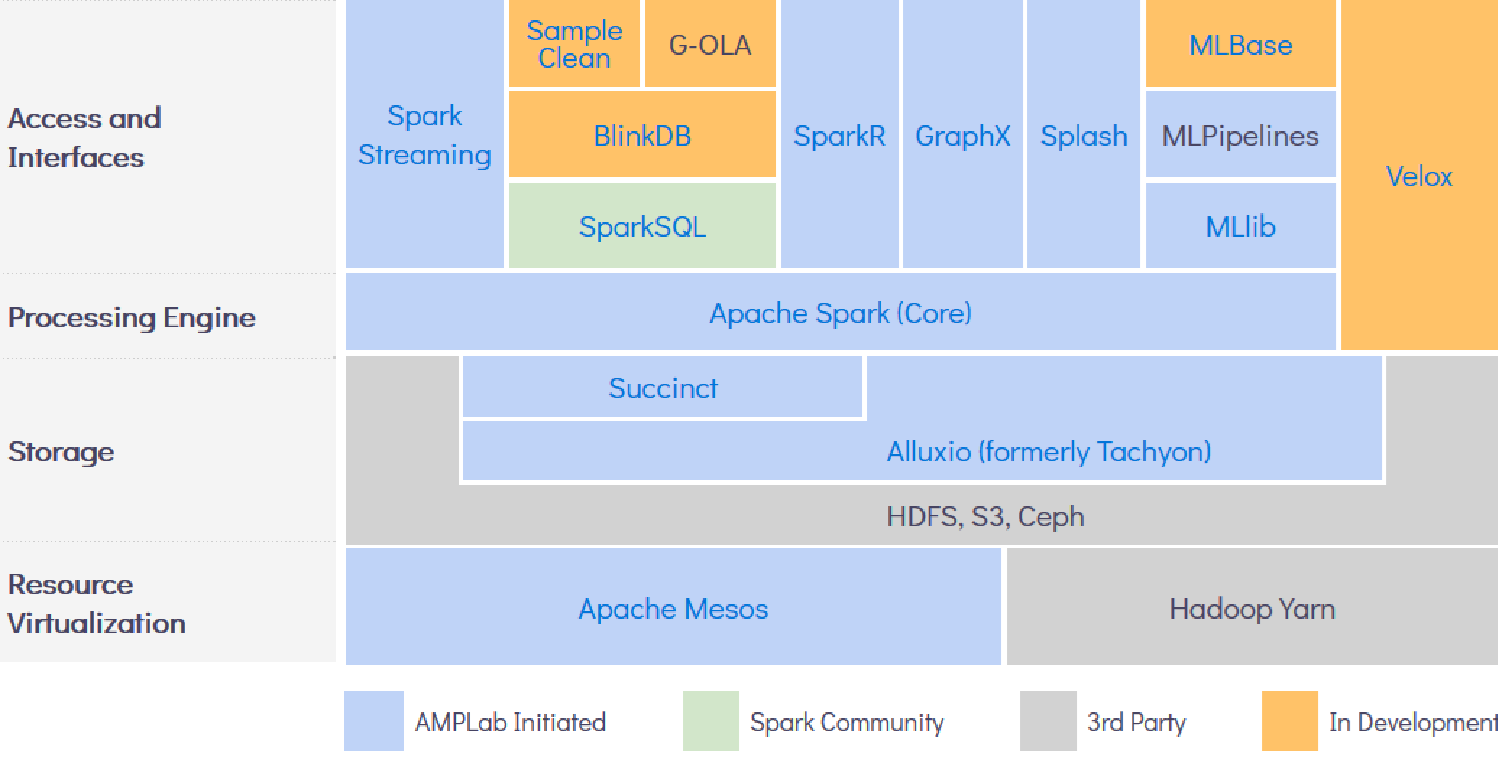 Access and
Interfaces
Spark
Streaming
Sample
Clean
G-OLA
BlinkDB
SparkSQL
SparkR
GraphX
Splash
MLBase
MLPipelines
MLlib
Velox
Processing Engine
Apache Spark (Core)
Storage
Succinct
Alluxio (formerly Tachyon)
HDFS, S3, Ceph
Resource
Virtualization
Apache Mesos
Hadoop Yarn
AMPLab Initiated
Spark Community
3rd Party
In Development